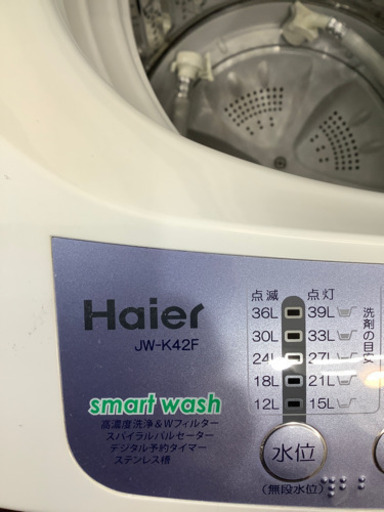 Haier
JW-K42F
smart wash
高濃度洗浄&Wフィルター
スパイラルパルセーター
デジタル予約タイマー
ステンレス槽
点滅 点灯
36L 39L
30L 33L
24L 27L
18L 21L
12L 15L
洗剤の目安
水位
(無段水位)